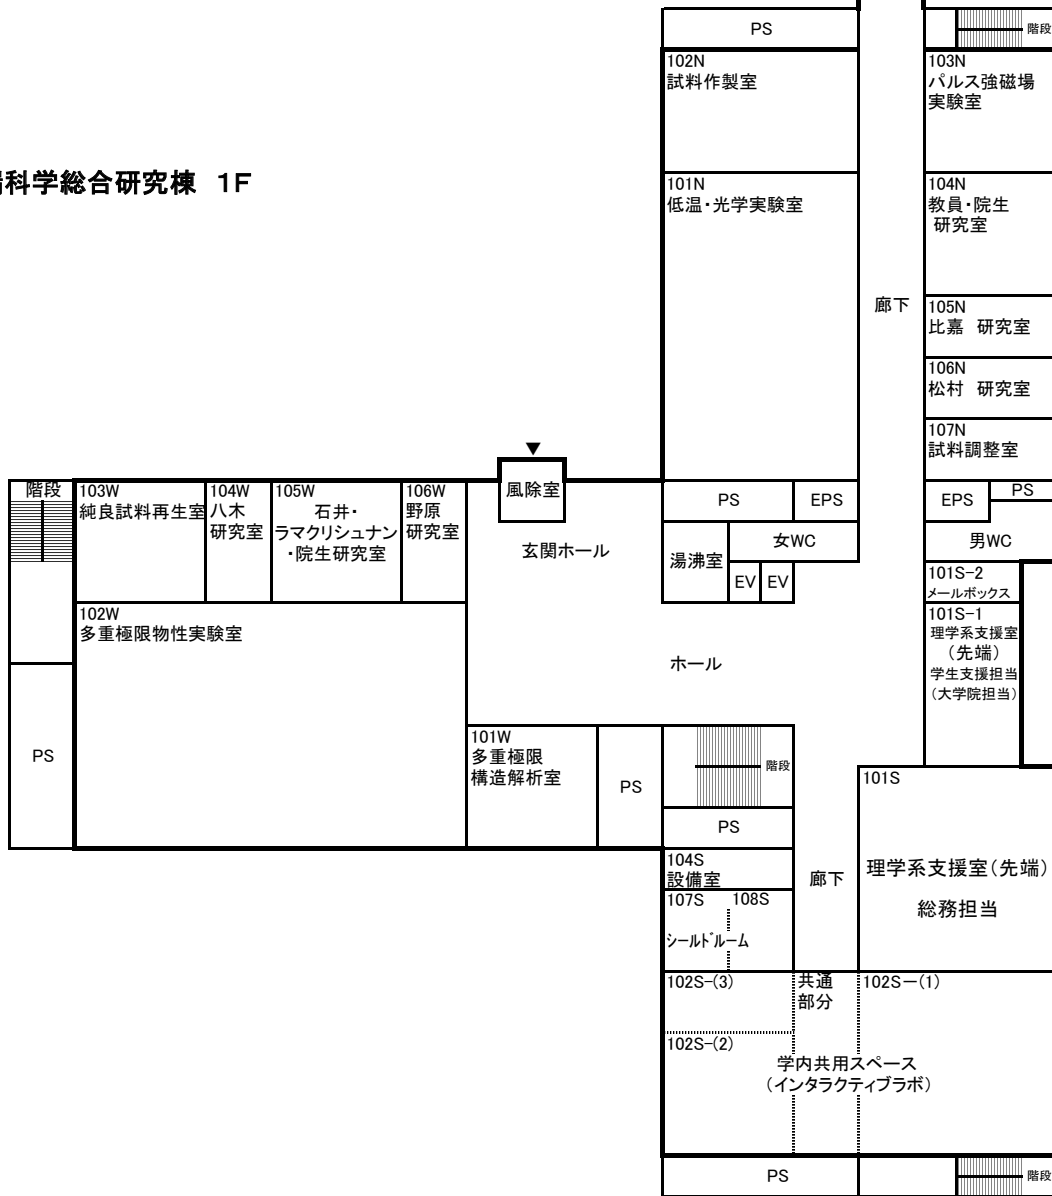 PS
階段
102N
試料作製室
103N
パルス強磁場
実験室
科学総合研究棟 1F
101N
低温・光学実験室
104N
教員・院生
研究室
廊下
105N
比嘉 研究室
106N
松村 研究室
107N
試料調整室
▼
風除室
階段
103W
純良試料再生室
104W
八木
研究室
105W
石井・
ラマクリシュナン
・院生研究室
106W
野原
研究室
玄関ホール
PS
EPS
EPS
PS
湯沸室
女WC
男WC
EV
EV
101S-2
メールボックス
102W
多重極限物性実験室
101S-1
理学系支援室
(先端)
学生支援担当
(大学院担当)
ホール
PS
101W
多重極限
構造解析室
PS
階段
PS
101S
理学系支援室(先端)
総務担当
104S
設備室
廊下
107S
108S
シールドルーム
102S-(3)
共通
部分
102S-(1)
102S-(2)
学内共用スペース
(インタラクティブラボ)
PS
階段